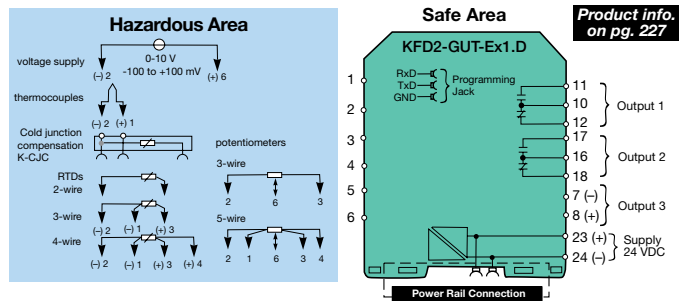 Hazardous Area
voltage supply
0-10 V
-100 to +100 mV
(–) 2
(+) 6
thermocouples
(–) 2 (+) 1
Cold junction
compensation
K-CJC
RTDs
2-wire
3-wire
(–) 2
(–) 1
(+) 3
4-wire
(–) 2
(–) 1
(+) 3
(+) 4
potentiometers
3-wire
2
6
3
5-wire
2
1
6
3
4
Safe Area
Product info.
on pg. 227
KFD2-GUT-Ex1.D
RxD
TxD
GND
Programming
Jack
1
2
3
4
5
6
11
10
12
Output 1
17
16
18
Output 2
7 (–)
8 (+)
Output 3
23 (+)
24 (–)
Supply
24 VDC
Power Rail Connection